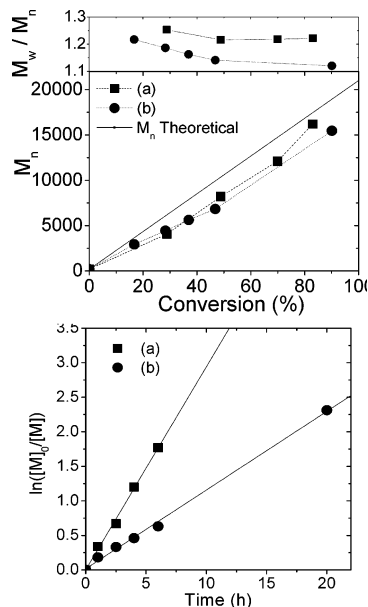 1.3
1.2
1.1
Mw / Mn
20000
15000
10000
5000
0
Mn
(a)
(b)
Mn Theoretical
0 20 40 60 80 100
Conversion (%)
3.5
3.0
2.5
2.0
1.5
1.0
0.5
0.0
ln([M]0/[M])
(a)
(b)
0 5 10 15 20
Time (h)